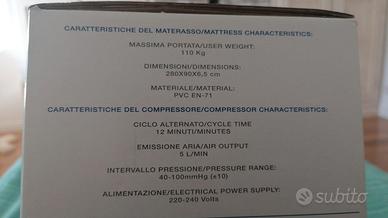 CARATTERISTICHE DEL MATERASSO/MATTRESS CHARACTERISTICS:
MASSIMA PORTATA/USER WEIGHT:
110 Kg
DIMENSIONI/DIMENSIONS:
280X90X6,5 cm
MATERIALE/MATERIAL:
PVC EN-71
CARATTERISTICHE DEL COMPRESSORE/COMPRESSOR CHARACTERISTICS:
CICLO ALTERNATO/CYCLE TIME
12 MINUTI/MINUTES
EMISSIONE ARIA/AIR OUTPUT
5 L/MIN
INTERVALLO PRESSIONE/PRESSURE RANGE:
40-100mmHg (±10)
ALIMENTAZIONE/ELECTRICAL POWER SUPPLY:
220-240 Volts
subito